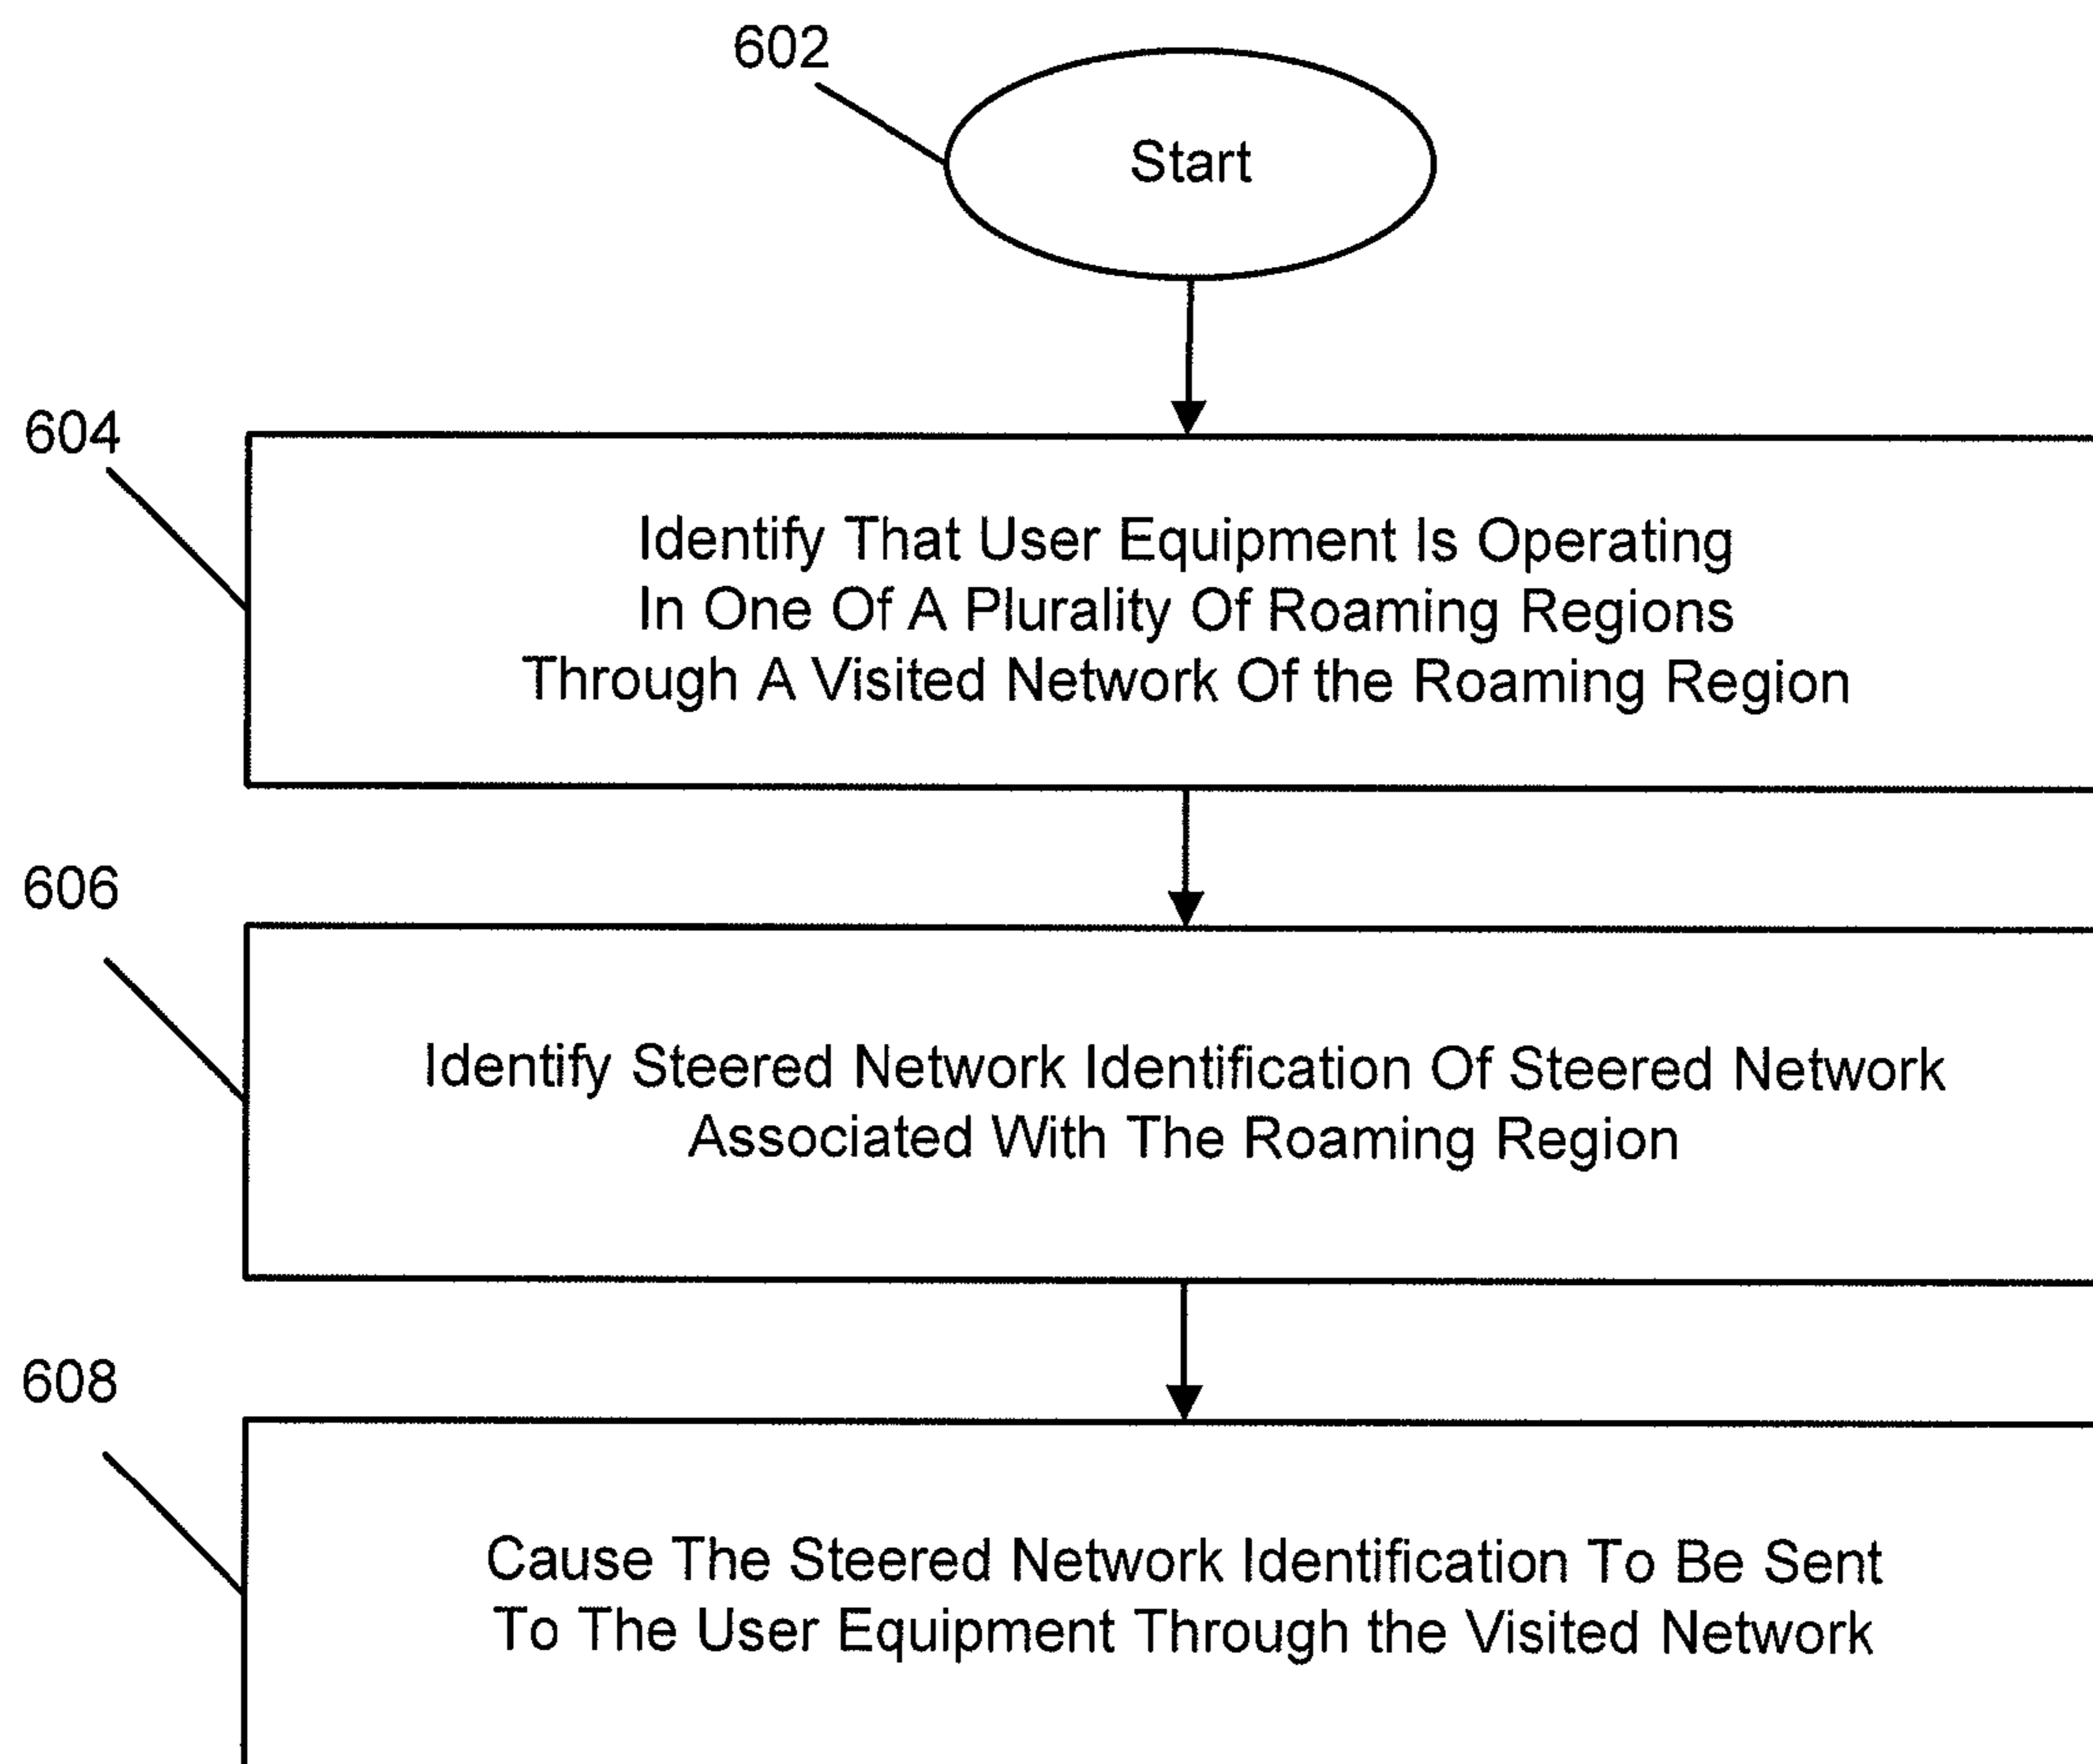 602
Start
604
Identify That User Equipment Is Operating
In One Of A Plurality Of Roaming Regions
Through A Visited Network Of the Roaming Region
606
Identify Steered Network Identification Of Steered Network
Associated With The Roaming Region
608
Cause The Steered Network Identification To Be Sent
To The User Equipment Through the Visited Network